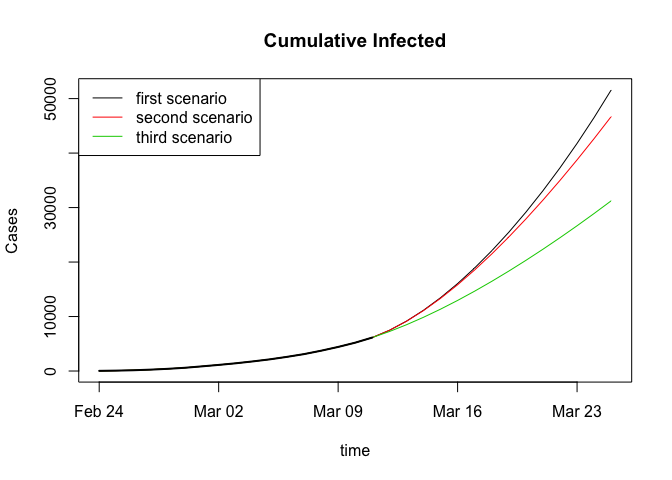 Cumulative Infected
first scenario
second scenario
third scenario
50000
30000
10000
0
Cases
Feb 24
Mar 02
Mar 09
Mar 16
Mar 23
time